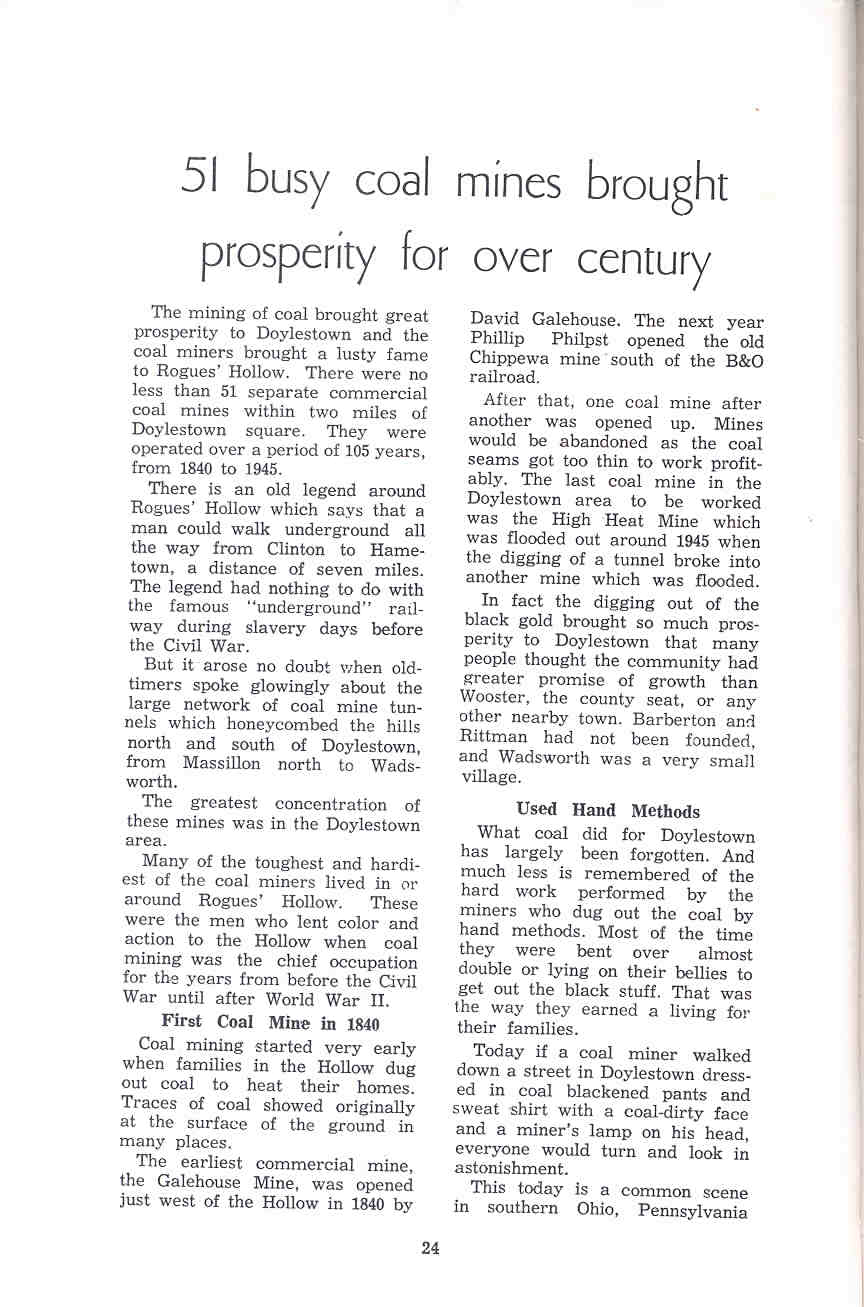 51 busy coal mines brought
prosperity for over century
The mining of coal brought great
prosperity to Doylestown and the
coal miners brought a lusty fame
to Rogues' Hollow. There were no
less than 51 separate commercial
coal mines within two miles of
Doylestown square. They were
operated over a period of 105 years,
from 1840 to 1945.
There is an old legend around
Rogues' Hollow which says that a
man could walk underground all
the way from Clinton to Hame-
town, a distance of seven miles.
The legend had nothing to do with
the famous "underground" rail-
way during slavery days before
the Civil War.
But it arose no doubt when old-
timers spoke glowingly about the
large network of coal mine tun-
nels which honeycombed the hills
north and south of Doylestown,
from Massillon north to Wads-
worth.
The greatest concentration of
these mines was in the Doylestown
area.
Many of the toughest and hardi-
est of the coal miners lived in or
around Rogues' Hollow. These
were the men who lent color and
action to the Hollow when coal
mining was the chief occupation
for the years from before the Civil
War until after World War II.
First Coal Mine in 1840
Coal mining started very early
when families in the Hollow dug
out coal to heat their homes.
Traces of coal showed originally
at the surface of the ground in
many places.
The earliest commercial mine,
the Galehouse Mine, was opened
just west of the Hollow in 1840 by
David Galehouse. The next year
Phillip Philpst opened the old
Chippewa mine south of the B&O
railroad.
After that, one coal mine after
another was opened up. Mines
would be abandoned as the coal
seams got too thin to work profit-
ably. The last coal mine in the
Doylestown area to be worked
was the High Heat Mine which
was flooded out around 1945 when
the digging of a tunnel broke into
another mine which was flooded.
In fact the digging out of the
black gold brought so much pros-
perity to Doylestown that many
people thought the community had
greater promise of growth than
Wooster, the county seat, or any
other nearby town. Barberton and
Rittman had not been founded,
and Wadsworth was a very small
village.
Used Hand Methods
What coal did for Doylestown
has largely been forgotten. And
much less is remembered of the
hard work performed by the
miners who dug out the coal by
hand methods. Most of the time
they were bent over almost
double or lying on their bellies to
get out the black stuff. That was
the way they earned a living for
their families.
Today if a coal miner walked
down a street in Doylestown dress-
ed in coal blackened pants and
sweat shirt with a coal-dirty face
and a miner's lamp on his head,
everyone would turn and look in
astonishment.
This today is a common scene
in southern Ohio, Pennsylvania
24